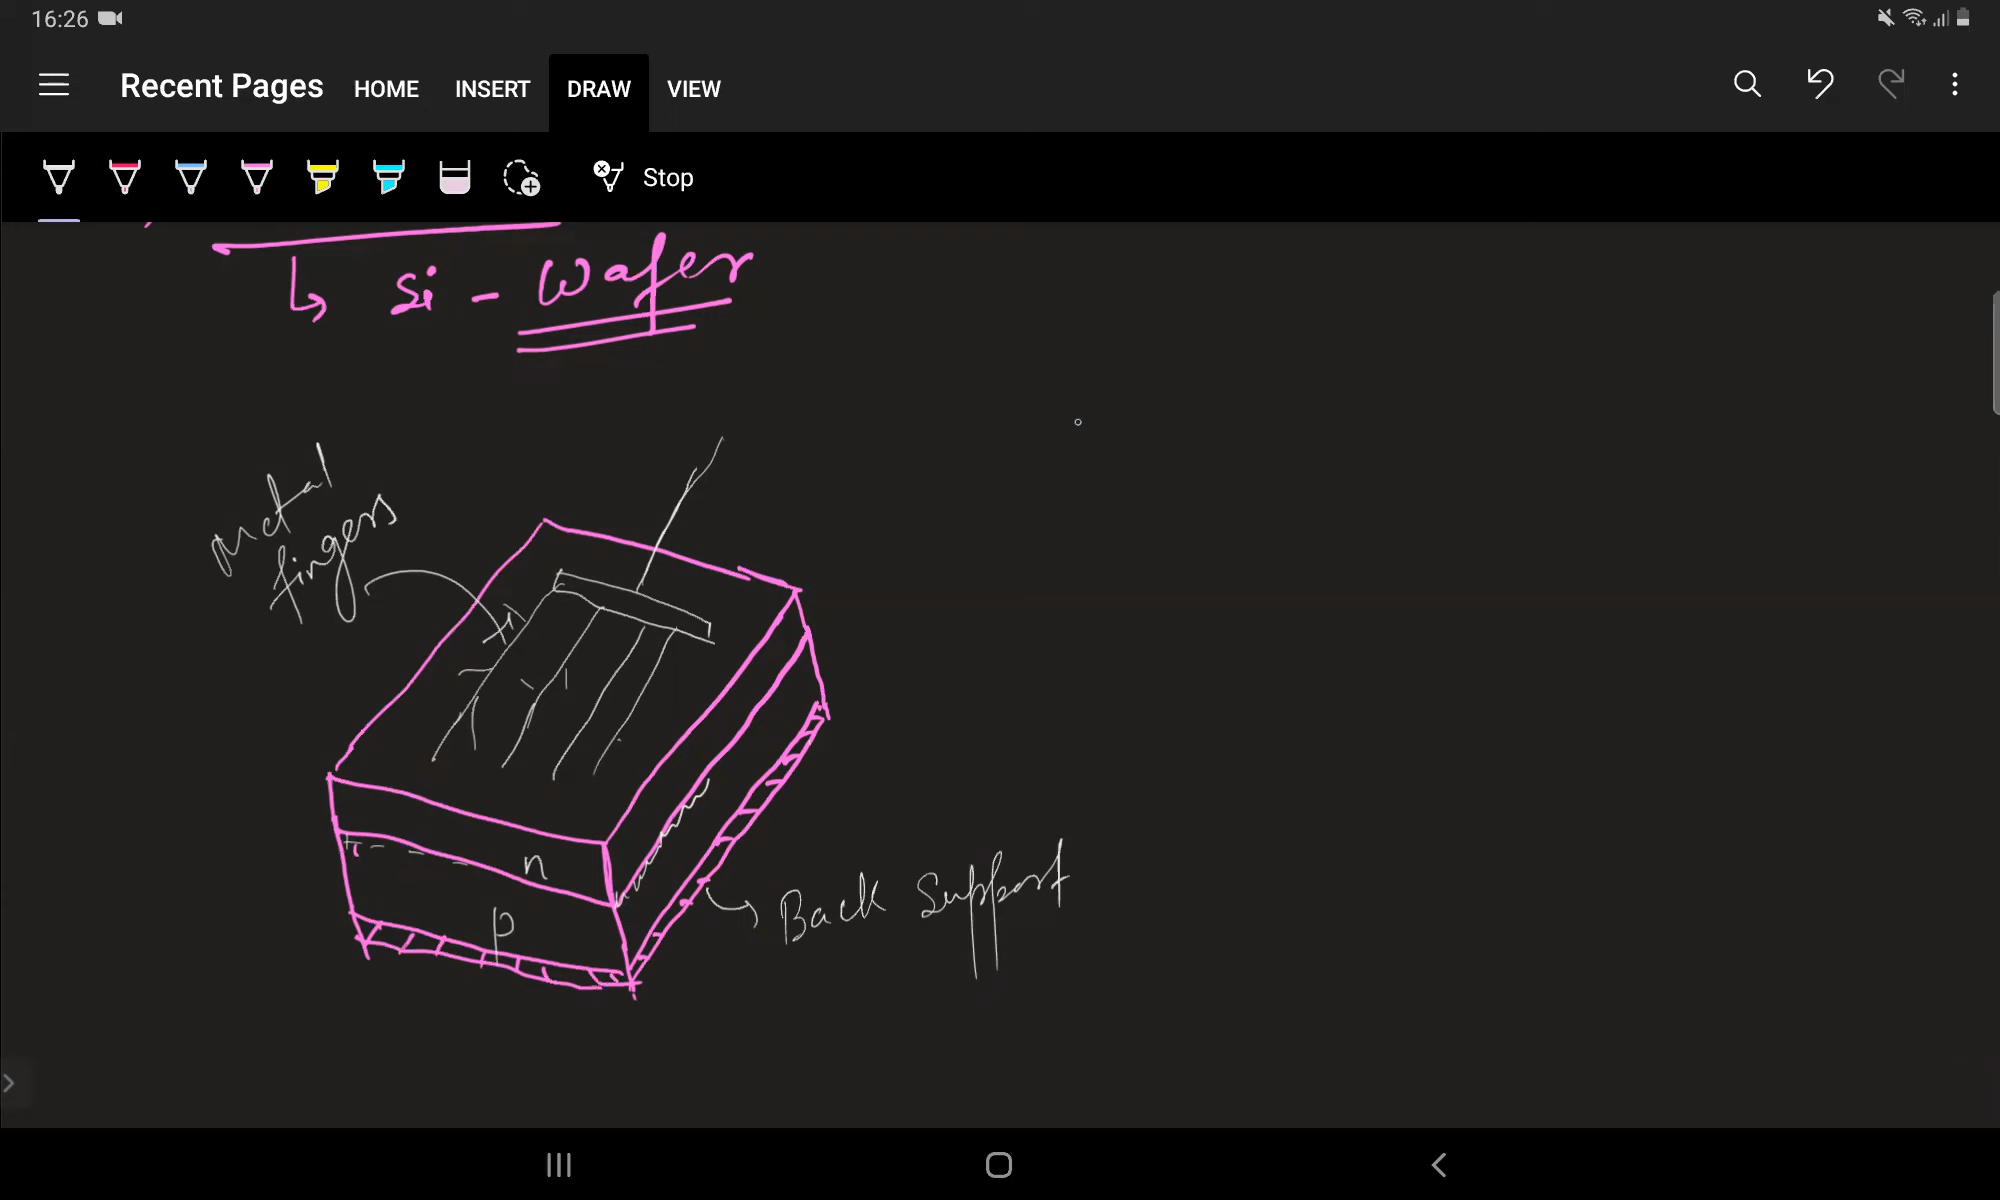 16:26
Recent Pages HOME INSERT DRAW VIEW
Stop
Si - Wafer
Metal
fingers
n
p
Back Support